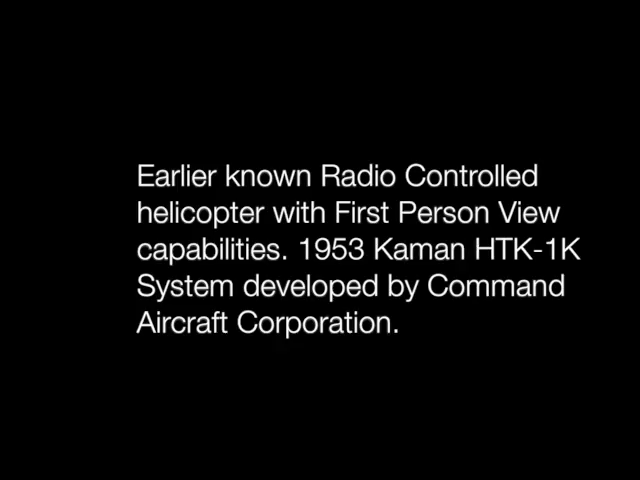 Earlier known Radio Controlled
helicopter with First Person View
capabilities. 1953 Kaman HTK-1K
System developed by Command
Aircraft Corporation.